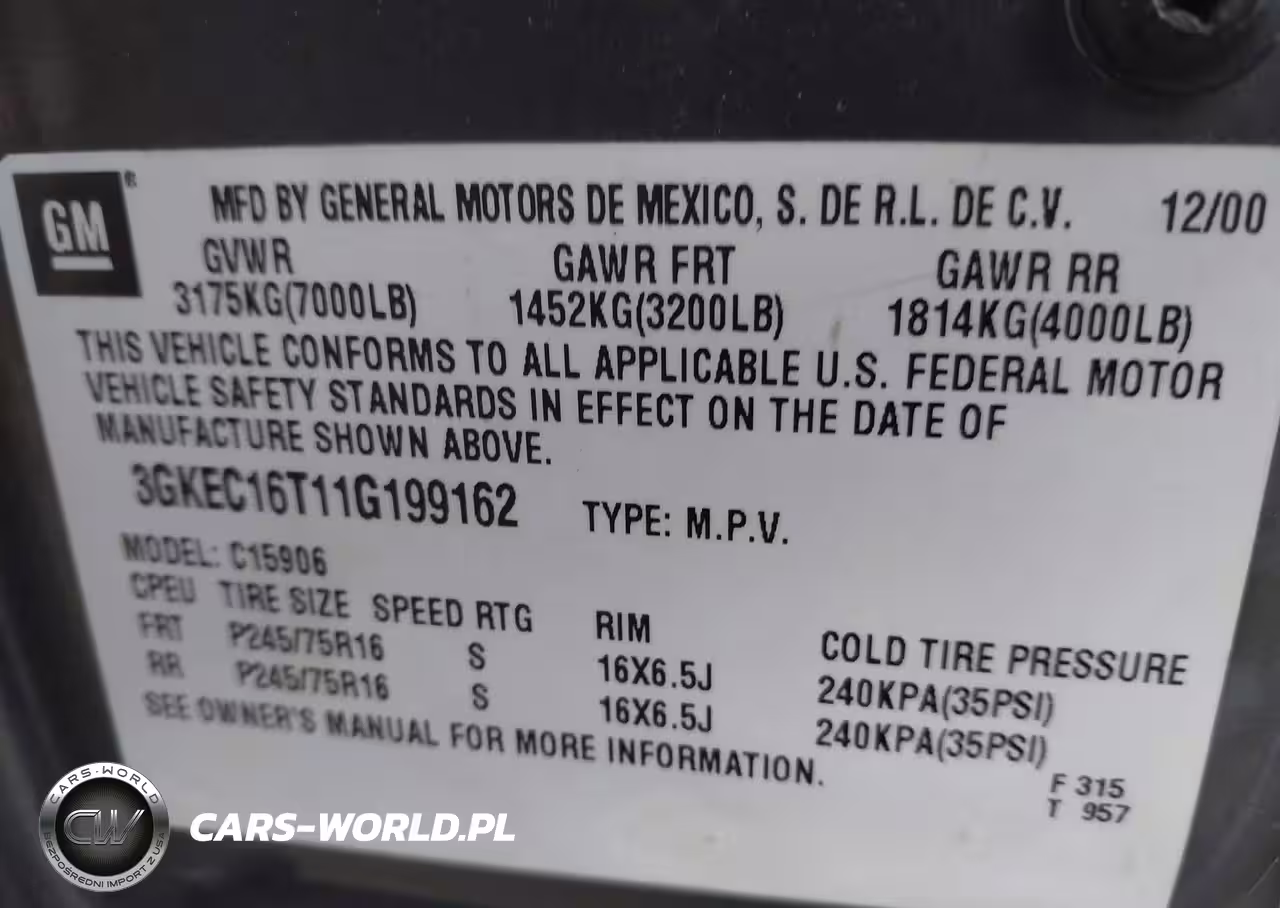 GM®
MFD BY GENERAL MOTORS DE MEXICO, S. DE R.L. DE C.V. 12/00
GVWR GAWR FRT GAWR RR
3175KG(7000LB) 1452KG(3200LB) 1814KG(4000LB)
THIS VEHICLE CONFORMS TO ALL APPLICABLE U.S. FEDERAL MOTOR
VEHICLE SAFETY STANDARDS IN EFFECT ON THE DATE OF
MANUFACTURE SHOWN ABOVE.
3GKEC16T11G199162 TYPE: M.P.V.
MODEL: C15906
CPEU TIRE SIZE SPEED RTG RIM COLD TIRE PRESSURE
FRT P245/75R16 S 16X6.5J 240KPA(35PSI)
RR P245/75R16 S 16X6.5J 240KPA(35PSI)
SEE OWNER'S MANUAL FOR MORE INFORMATION.
F 315
T 957
CARS-WORLD
CW
BEZPOŚREDNI IMPORT Z USA
CARS-WORLD.PL